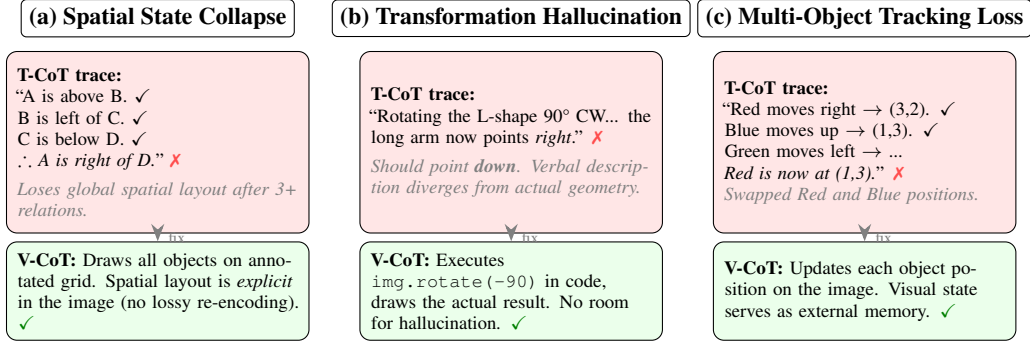 (a) Spatial State Collapse
T-CoT trace:
“A is above B. ✓
B is left of C. ✓
C is below D. ✓
∴ A is right of D.” ✗
Loses global spatial layout after 3+
relations.
fix
V-CoT: Draws all objects on anno-
tated grid. Spatial layout is explicit
in the image (no lossy re-encoding).
✓
(b) Transformation Hallucination
T-CoT trace:
“Rotating the L-shape 90° CW... the
long arm now points right.” ✗
Should point down. Verbal descrip-
tion diverges from actual geometry.
V-CoT: Executes
img.rotate(-90) in code,
draws the actual result. No room
for hallucination. ✓
(c) Multi-Object Tracking Loss
T-CoT trace:
“Red moves right → (3,2). ✓
Blue moves up → (1,3). ✓
Green moves left → ...
Red is now at (1,3).” ✗
Swapped Red and Blue positions.
fix
V-CoT: Updates each object po-
sition on the image. Visual state
serves as external memory. ✓